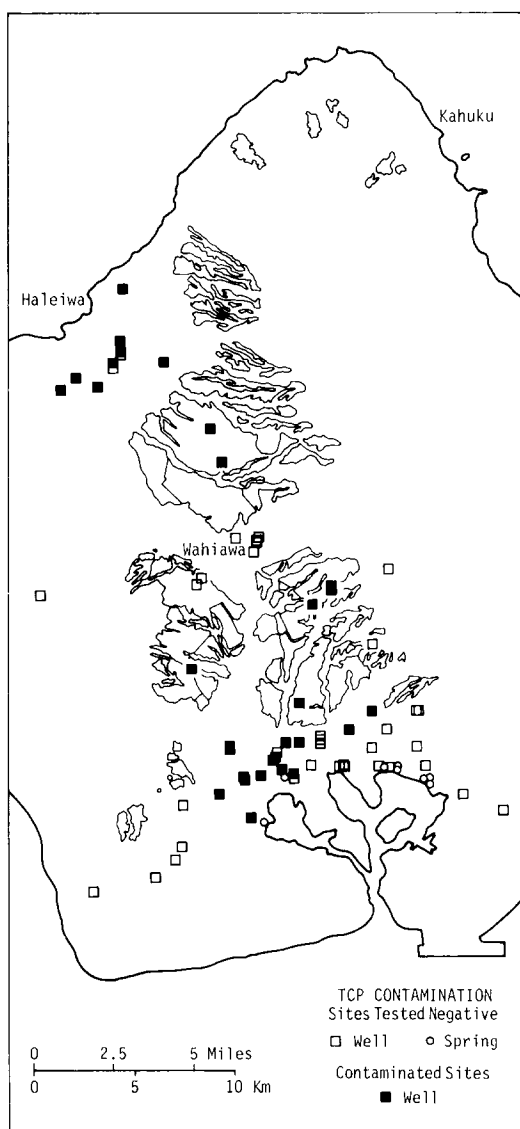 Kahuku
Haleiwa
Wahiawa
TCP CONTAMINATION
Sites Tested Negative
Well Spring
Contaminated Sites
Well
0 2.5 5 Miles
0 5 10 Km